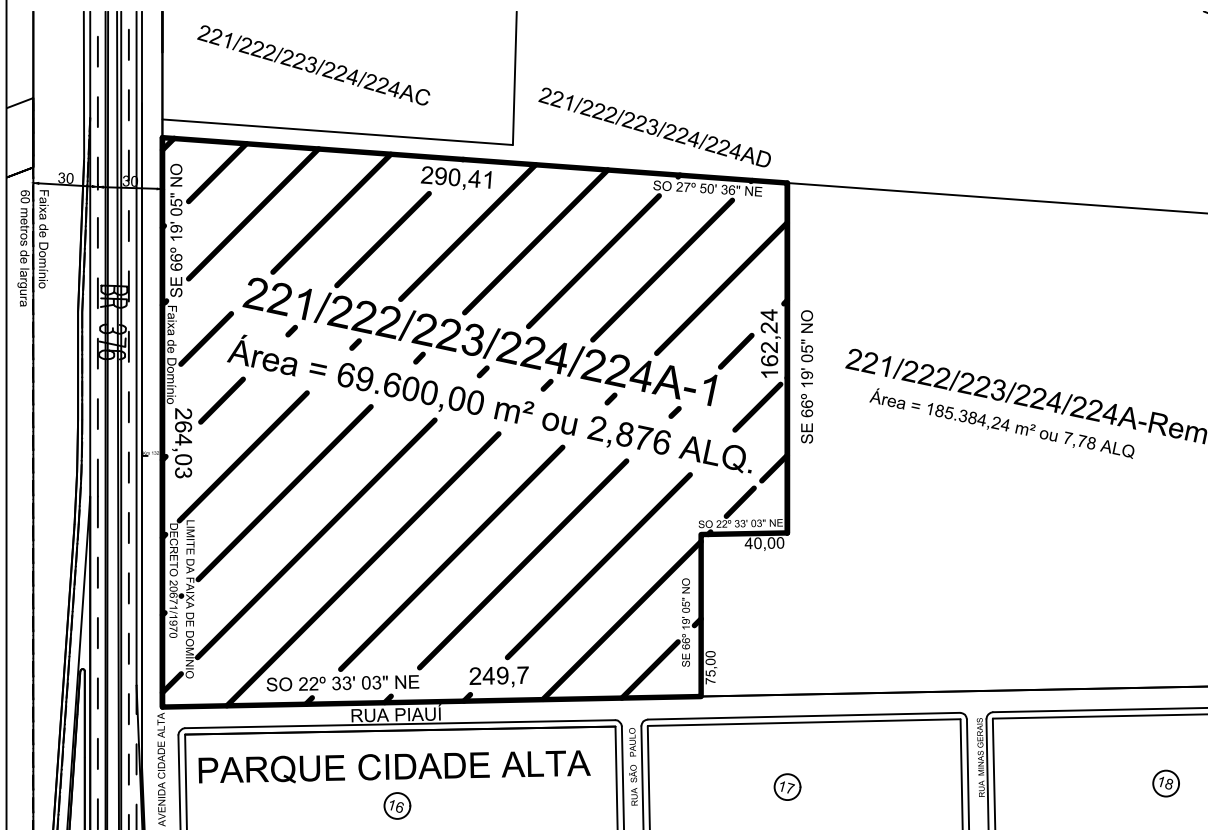 221/222/223/224/224AC
221/222/223/224/224AD
30
30
290,41
SO 27º 50' 36" NE
SE 66º 19' 05" NO
Faixa de Domínio
60 metros de largura
BR 376
Faixa de Domínio
264,03
221/222/223/224/224A-1
Área = 69.600,00 m² ou 2,876 ALQ.
162,24
SE 66º 19' 05" NO
221/222/223/224/224A-Rem
Área = 185.384,24 m² ou 7,78 ALQ
LIMITE DA FAIXA DE DOMÍNIO
DECRETO 20671/1970
SO 22º 33' 03" NE
40,00
SE 66º 19' 05" NO
75,00
SO 22º 33' 03" NE
249,7
RUA PIAUÍ
AVENIDA CIDADE ALTA
PARQUE CIDADE ALTA
16
RUA SÃO PAULO
17
RUA MINAS GERAIS
18